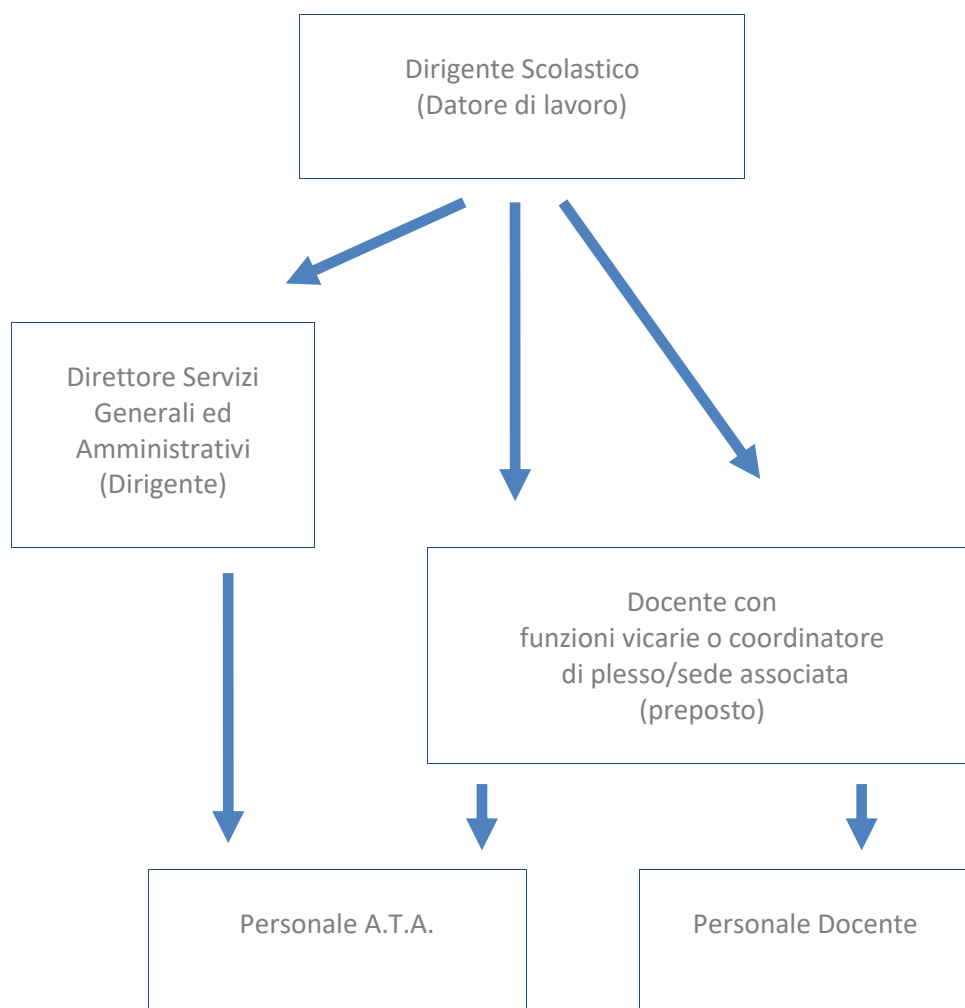 Dirigente Scolastico
(Datore di lavoro)
Direttore Servizi
Generali ed
Amministrativi
(Dirigente)
Docente con
funzioni vicarie o coordinatore
di plesso/sede associata
(preposto)
Personale A.T.A.
Personale Docente